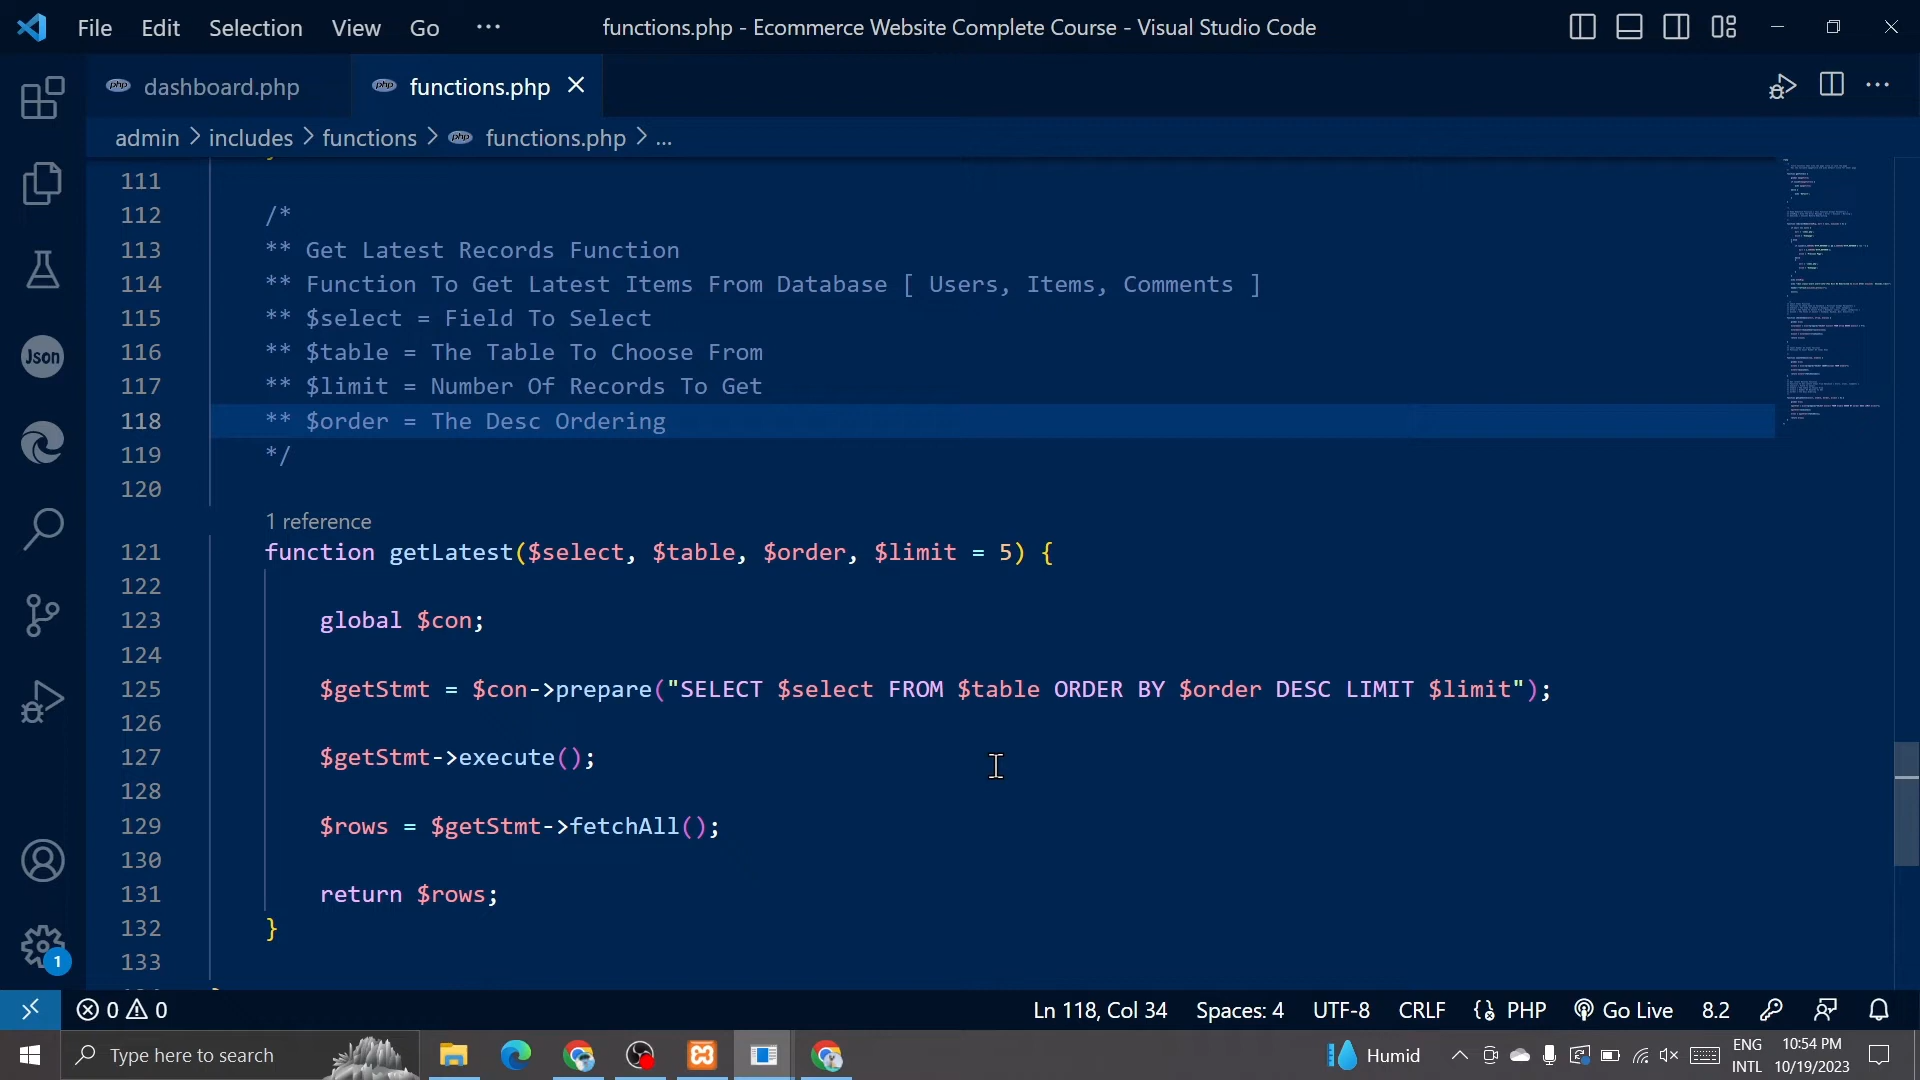 File Edit Selection View Go ... functions.php - Ecommerce Website Complete Course - Visual Studio Code
dashboard.php functions.php
admin > includes > functions > functions.php > ...
111
112 /*
113 ** Get Latest Records Function
114 ** Function To Get Latest Items From Database [ Users, Items, Comments ]
115 ** $select = Field To Select
116 ** $table = The Table To Choose From
117 ** $limit = Number Of Records To Get
118 ** $order = The Desc Ordering
119 */
120
1 reference
121 function getLatest($select, $table, $order, $limit = 5) {
122
123 global $con;
124
125 $getStmt = $con->prepare("SELECT $select FROM $table ORDER BY $order DESC LIMIT $limit");
126
127 $getStmt->execute();
128
129 $rows = $getStmt->fetchAll();
130
131 return $rows;
132 }
133
Json
1
0 0 Ln 118, Col 34 Spaces: 4 UTF-8 CRLF PHP Go Live 8.2
Type here to search Humid ENG INTL 10:54 PM 10/19/2023